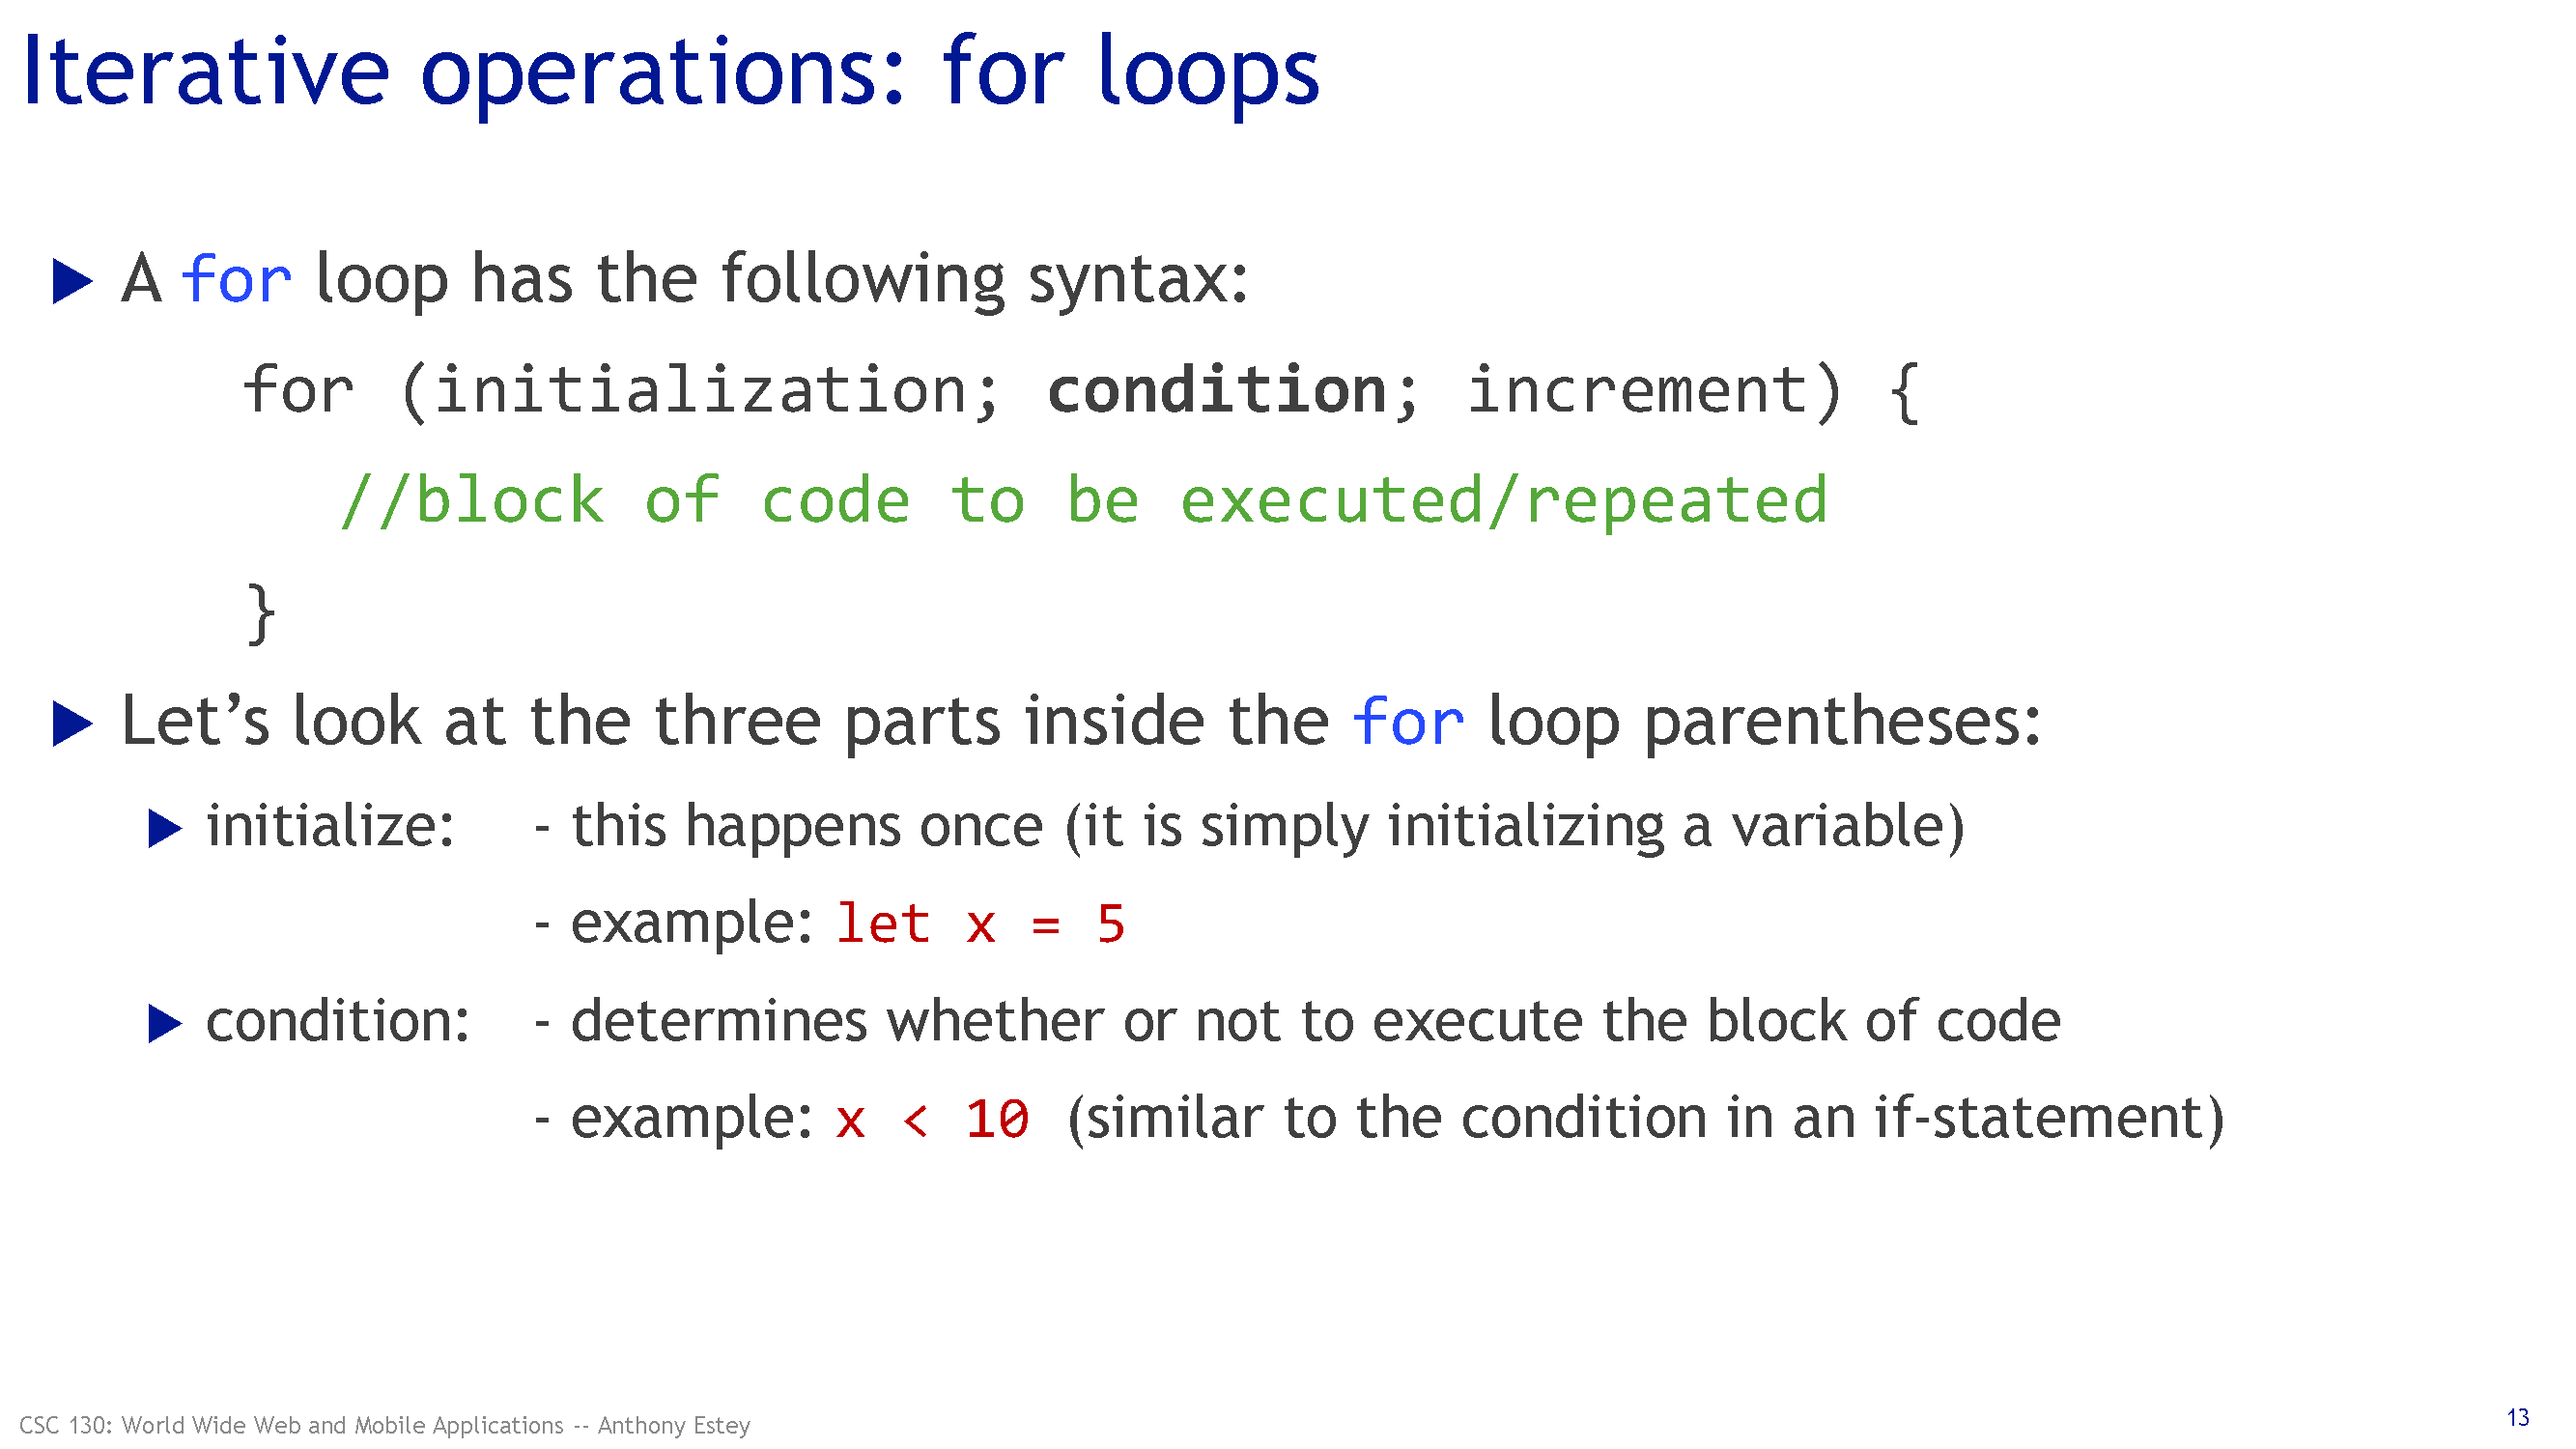 Iterative operations: for loops
A for loop has the following syntax:
for (initialization; condition; increment) {
//block of code to be executed/repeated
}
Let’s look at the three parts inside the for loop parentheses:
initialize: - this happens once (it is simply initializing a variable)
- example: let x = 5
condition: - determines whether or not to execute the block of code
- example: x < 10 (similar to the condition in an if-statement)
CSC 130: World Wide Web and Mobile Applications -- Anthony Estey
13